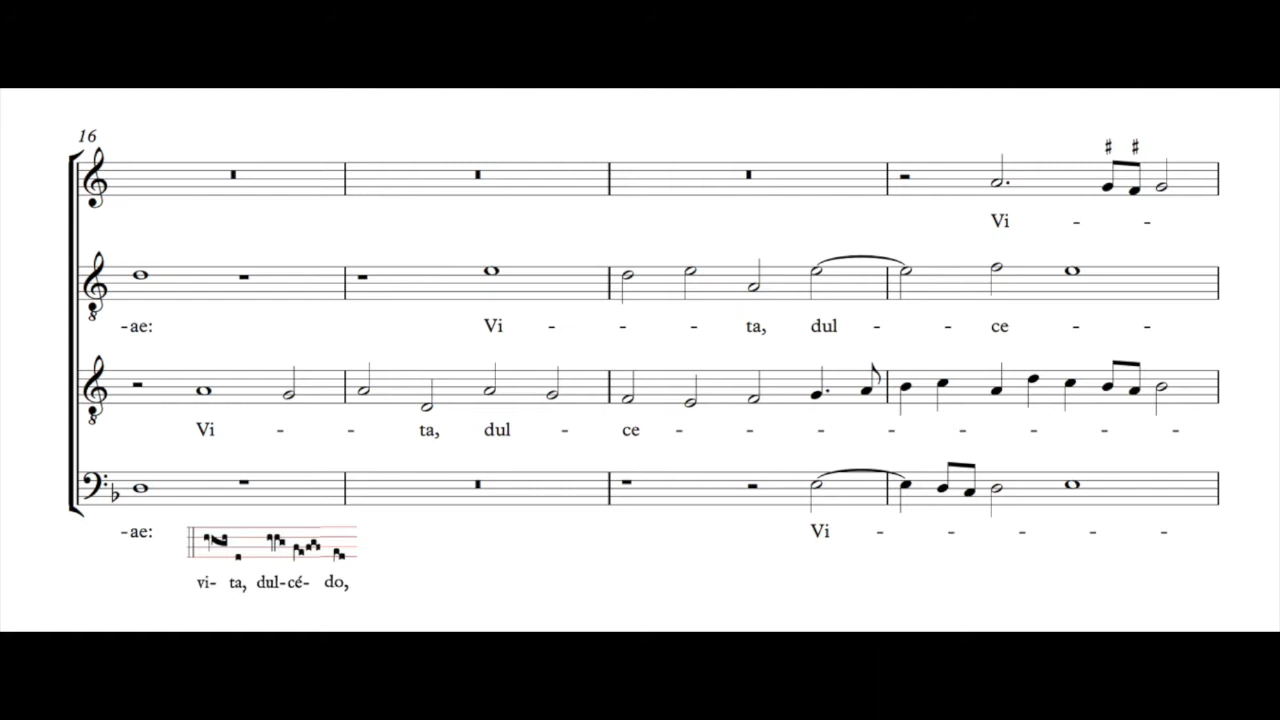 16
Vi - -
-ae: Vi - - - ta, dul - - ce - -
Vi - - ta, dul - ce - - - - - - - -
-ae: Vi - - - - -
vi- ta, dul-cé- do,